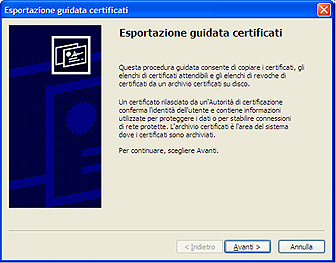 Esportazione guidata certificati
Esportazione guidata certificati
Questa procedura guidata consente di copiare i certificati, gli
elenchi di certificati attendibili e gli elenchi di revoche di
certificati da un archivio certificati su disco.
Un certificato rilasciato da un'Autorità di certificazione
conferma l'identità dell'utente e contiene informazioni
utilizzate per proteggere i dati o per stabilire connessioni
di rete protette. L'archivio certificati è l'area del sistema
dove i certificati sono archiviati.
Per continuare, scegliere Avanti.
< Indietro
Avanti >
Annulla